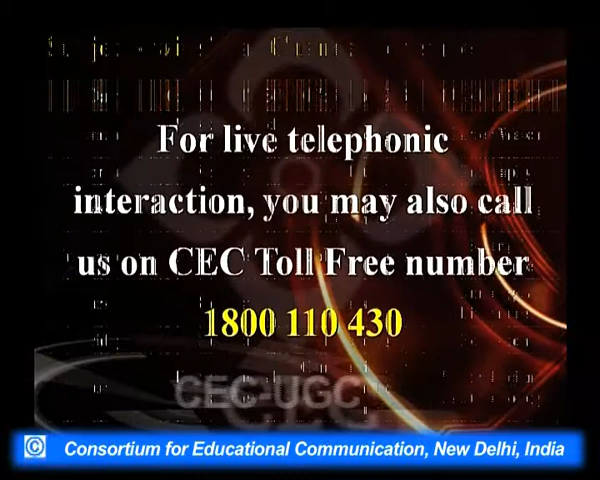 For live telephonic
interaction, you may also call
us on CEC Toll Free number
1800 110 430
CEC-UGC
© Consortium for Educational Communication, New Delhi, India